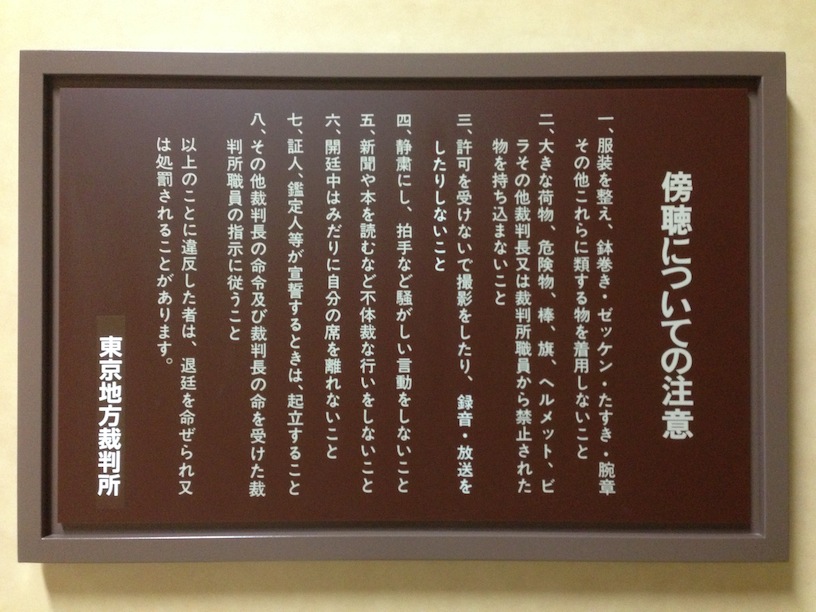 傍聴についての注意
一、服装を整え、鉢巻き・ゼッケン・たすき・腕章
その他これらに類する物を着用しないこと
二、大きな荷物、危険物、棒、旗、ヘルメット、ビ
ラその他裁判長又は裁判所職員から禁止された
物を持ち込まないこと
三、許可を受けないで撮影をしたり、録音・放送を
したりしないこと
四、静粛にし、拍手など騒がしい言動をしないこと
五、新聞や本を読むなど不体裁な行いをしないこと
六、開廷中はみだりに自分の席を離れないこと
七、証人、鑑定人等が宣誓するときは、起立すること
八、その他裁判長の命令及び裁判長の命を受けた裁
判所職員の指示に従うこと
以上のことに違反した者は、退廷を命ぜられ又
は処罰されることがあります。
東京地方裁判所